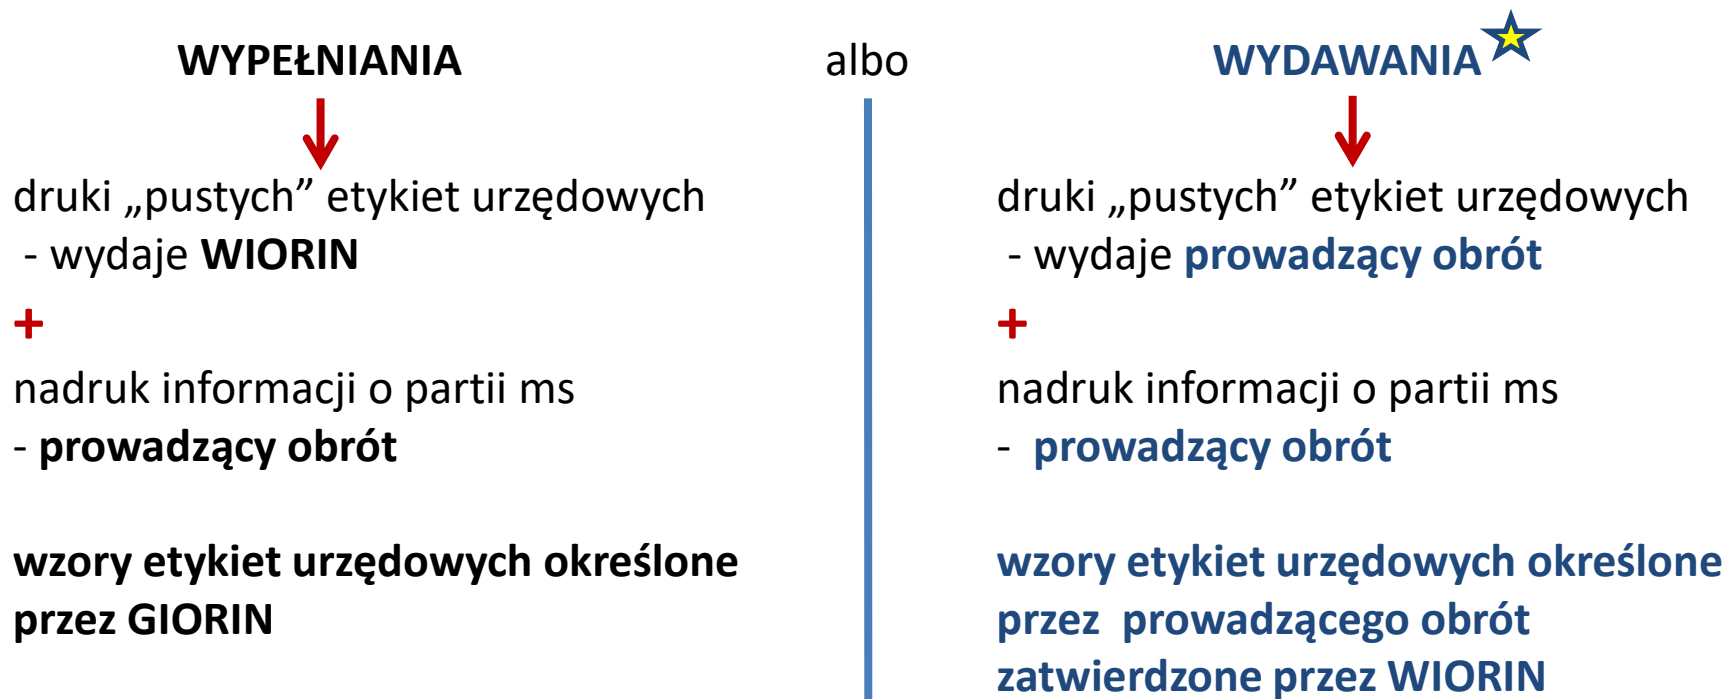 WYPEŁNIANIA
albo
WYDAWANIA
druki „pustych” etykiet urzędowych
- wydaje WIORIN
+
nadruk informacji o partii ms
- prowadzący obrót
wzory etykiet urzędowych określone
przez GIORIN
druki „pustych” etykiet urzędowych
- wydaje prowadzący obrót
+
nadruk informacji o partii ms
- prowadzący obrót
wzory etykiet urzędowych określone
przez prowadzącego obrót
zatwierdzone przez WIORIN